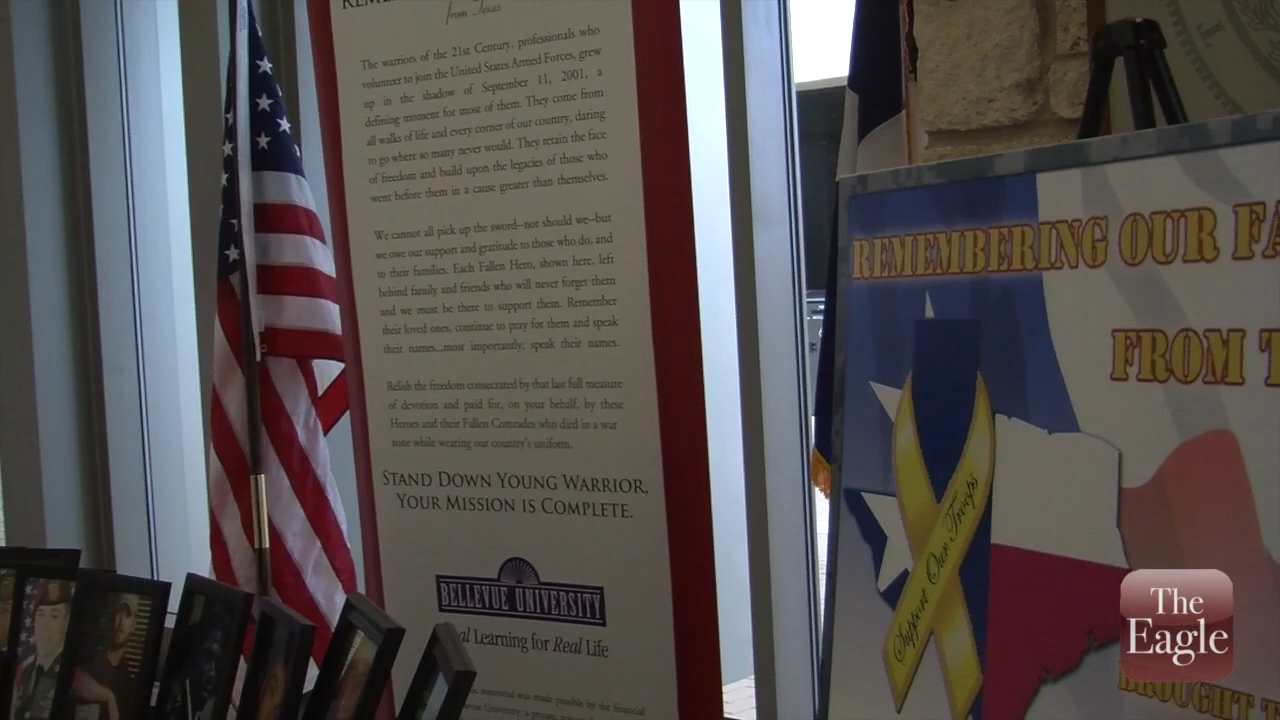 from Texas
The warriors of the 21st Century, professionals who
volunteer to join the United States Armed Forces, grew
up in the shadow of September 11, 2001, a
defining moment for most of them. They come from
all walks of life and every corner of our country, daring
to go where so many never would. They retain the face
of freedom and build upon the legacies of those who
went before them in a cause greater than themselves.
We cannot all pick up the sword--nor should we--but
we owe our support and gratitude to those who do, and
to their families. Each Fallen Hero, shown here, left
behind family and friends who will never forget them
and we must be there to support them. Remember
their loved ones, continue to pray for them and speak
their names...most importantly, speak their names.
Relish the freedom consecrated by that last full measure
of devotion and paid for, on your behalf, by these
Heroes and their Fallen Comrades who died in a war
zone while wearing our country's uniform.
STAND DOWN YOUNG WARRIOR,
YOUR MISSION IS COMPLETE.
BELLEVUE UNIVERSITY
Learning for Real Life
memorial was made possible by the financial
University, a private,
REMEMBERING OUR FA
FROM T
Support Our Troops
BROUGHT T
The
Eagle